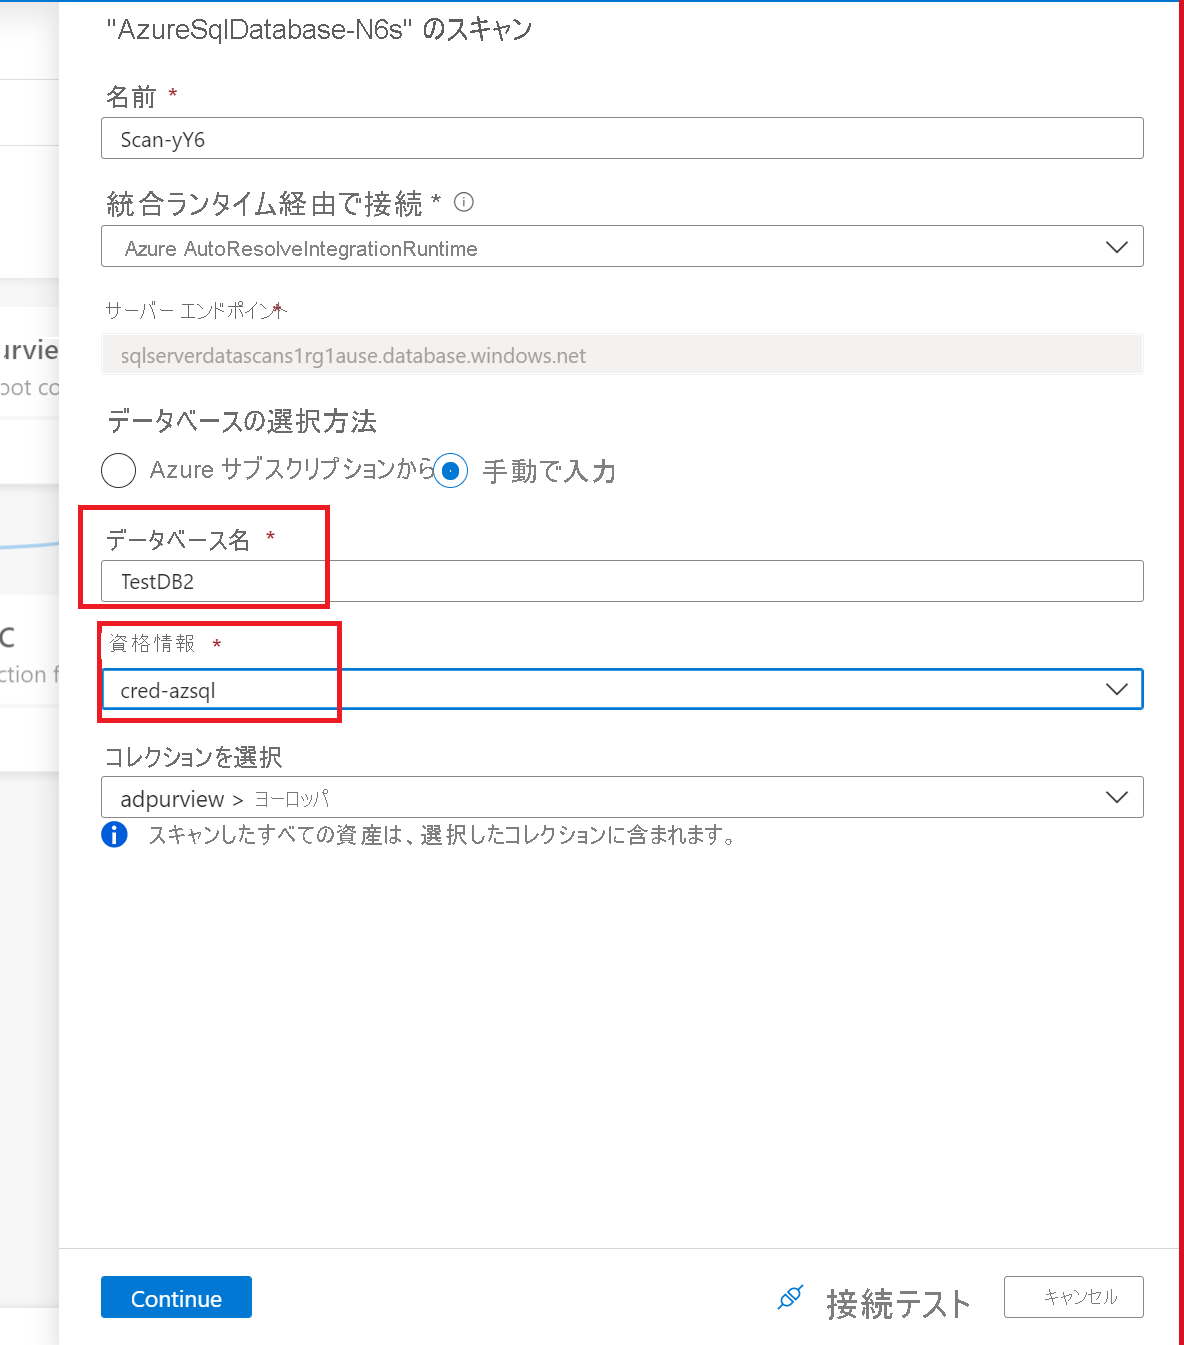 "AzureSqlDatabase-N6s" のスキャン
名前 *
Scan-yY6
統合ランタイム経由で接続 *
Azure AutoResolveIntegrationRuntime
サーバー エンドポイント*
sqlserverdatascans1rg1ause.database.windows.net
urvie
データベースの選択方法
Azure サブスクリプションから 手動で入力
データベース名 *
TestDB2
資格情報 *
cred-azsql
コレクションを選択
adpurview > ヨーロッパ
スキャンしたすべての資産は、選択したコレクションに含まれます。
Continue
接続テスト
キャンセル